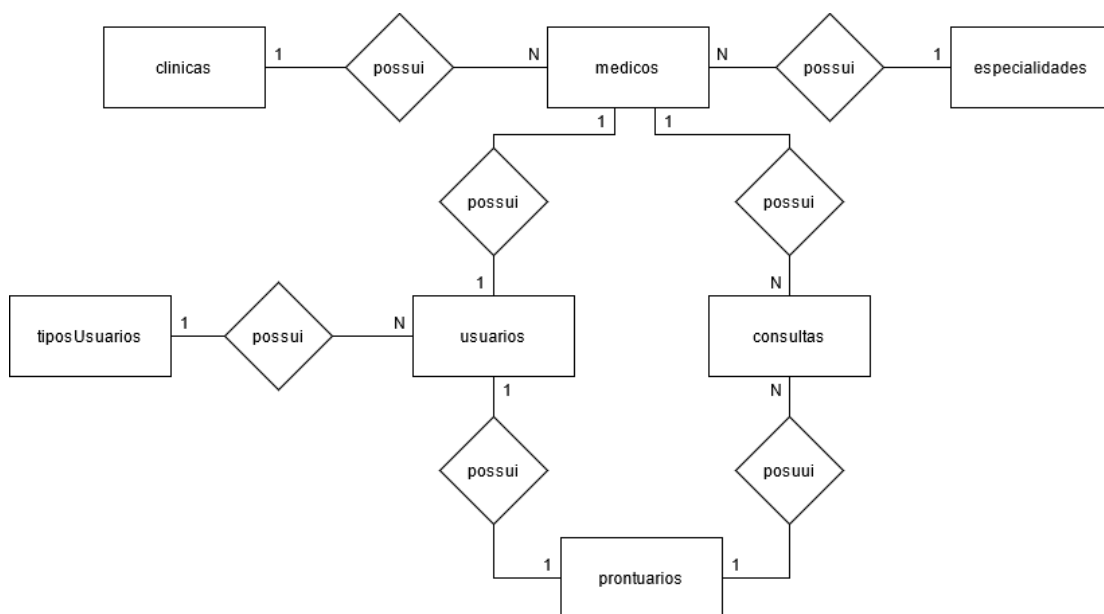 clinicas
1
possui
N
medicos
N
possui
1
especialidades
1
1
possui
possui
1
N
tiposUsuarios
1
possui
N
usuarios
consultas
1
N
possui
posuui
1
prontuarios
1